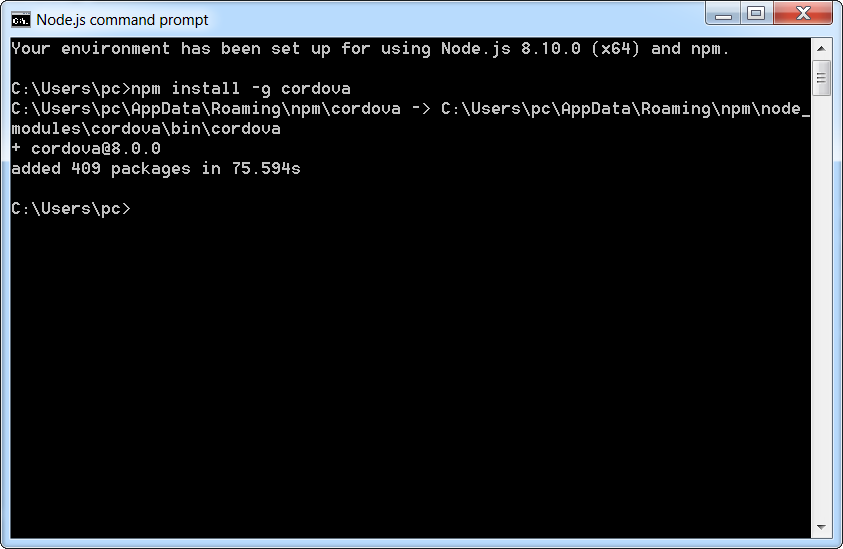 Node.js command prompt
Your environment has been set up for using Node.js 8.10.0 (x64) and npm.
C:\Users\pc>npm install -g cordova
C:\Users\pc\AppData\Roaming\npm\cordova -> C:\Users\pc\AppData\Roaming\npm\node_
modules\cordova\bin\cordova
+ cordova@8.0.0
added 409 packages in 75.594s
C:\Users\pc>